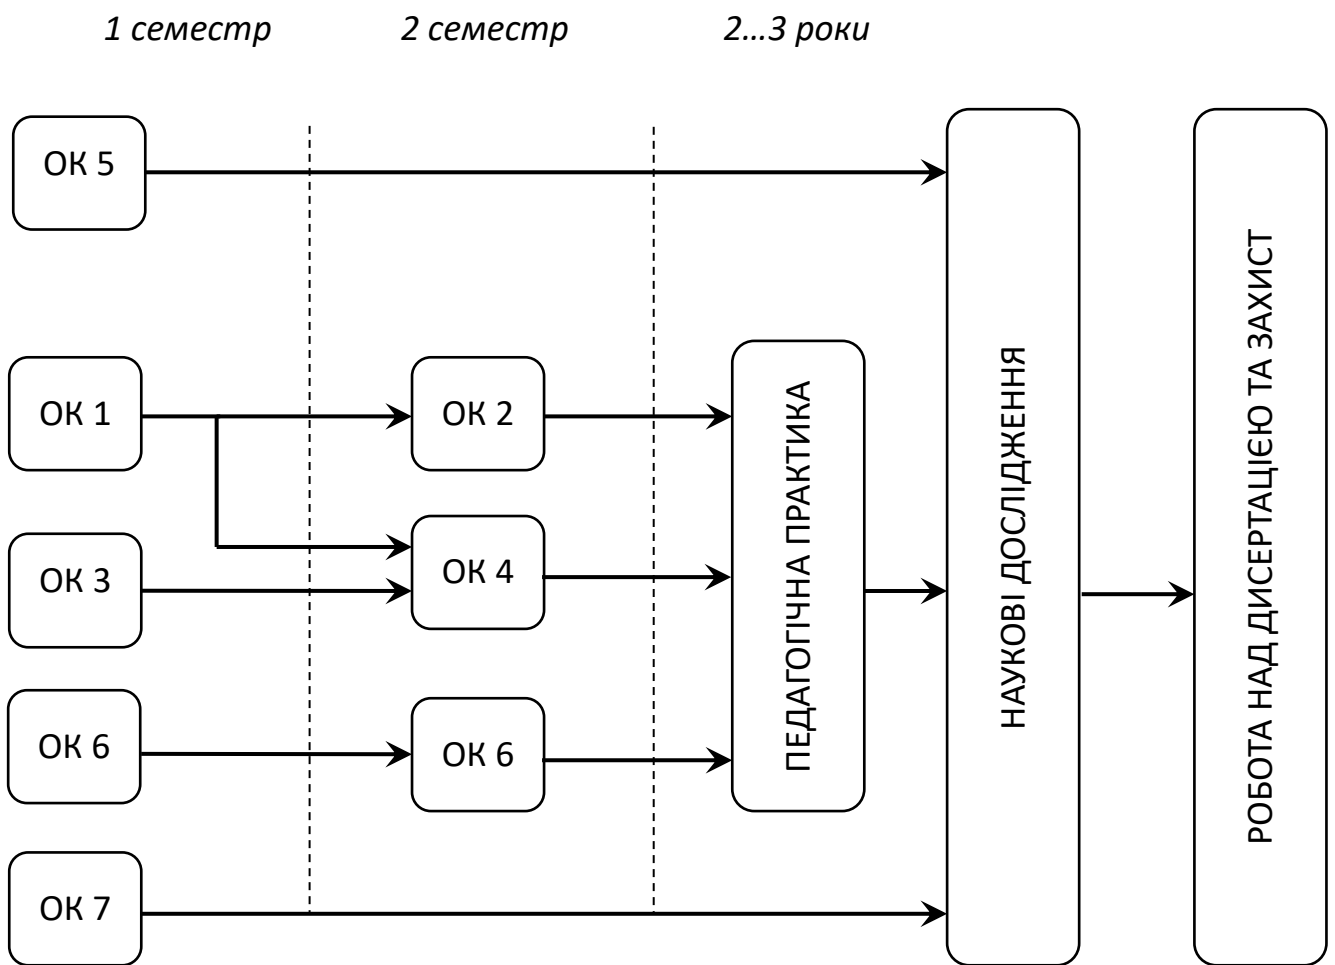 1 семестр
2 семестр
2...3 роки
ОК 5
ОК 1
ОК 2
ОК 3
ОК 4
ОК 6
ОК 6
ОК 7
ПЕДАГОГІЧНА ПРАКТИКА
НАУКОВІ ДОСЛІДЖЕННЯ
РОБОТА НАД ДИСЕРТАЦІЄЮ ТА ЗАХИСТ